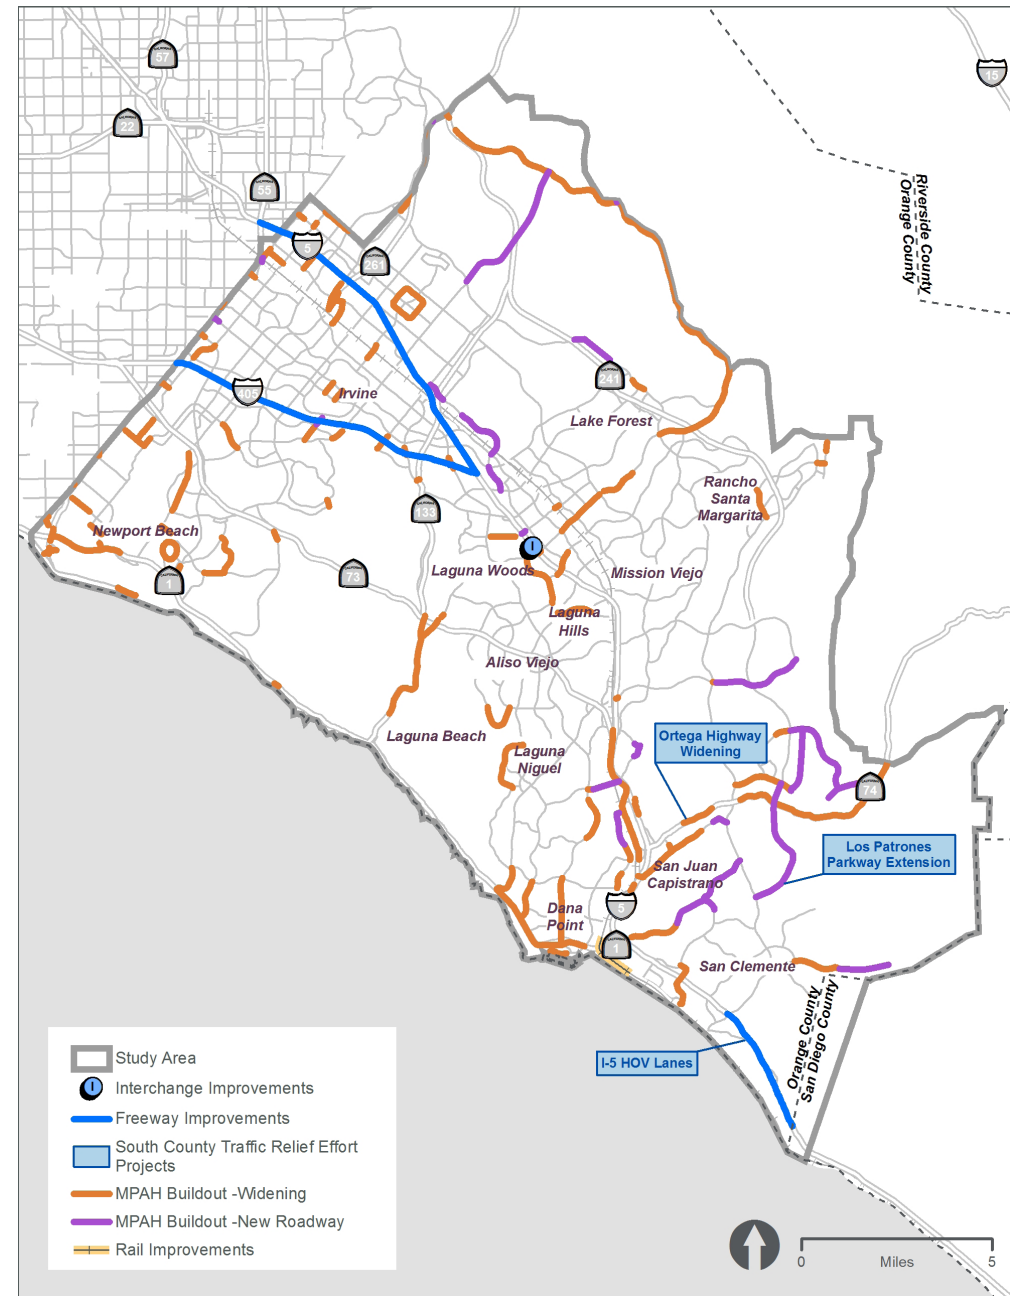 57
15
22
55
Riverside County
Orange County
5
261
241
405
Irvine
Lake Forest
Rancho
Santa
Margarita
133
Newport Beach
I
1
73
Laguna Woods
Mission Viejo
Laguna
Hills
Aliso Viejo
Laguna Beach
Ortega Highway
Widening
Laguna
Niguel
74
Los Patrones
Parkway Extension
San Juan
Capistrano
5
Dana
Point
1
San Clemente
Orange County
San Diego County
I-5 HOV Lanes
Study Area
I
Interchange Improvements
Freeway Improvements
South County Traffic Relief Effort
Projects
MPAH Buildout -Widening
MPAH Buildout -New Roadway
Rail Improvements
0
Miles
5